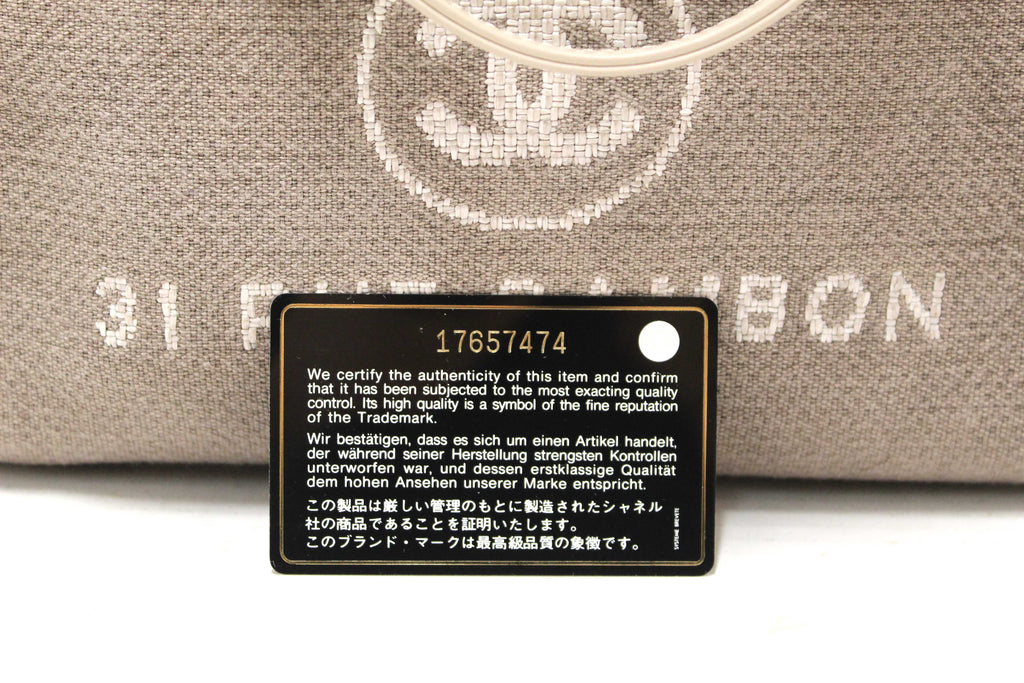 31 RUE CAMBON
17657474
We certify the authenticity of this item and confirm
that it has been subjected to the most exacting quality
control. Its high quality is a symbol of the fine reputation
of the Trademark.
Wir bestätigen, dass es sich um einen Artikel handelt,
der während seiner Herstellung strengsten Kontrollen
unterworfen war, und dessen erstklassige Qualität
dem hohen Ansehen unserer Marke entspricht.
この製品は厳しい管理のもとに製造されたシャネル
社の商品であることを証明いたします。
このブランド・マークは最高級品質の象徴です。
SYSTEME BREVETE